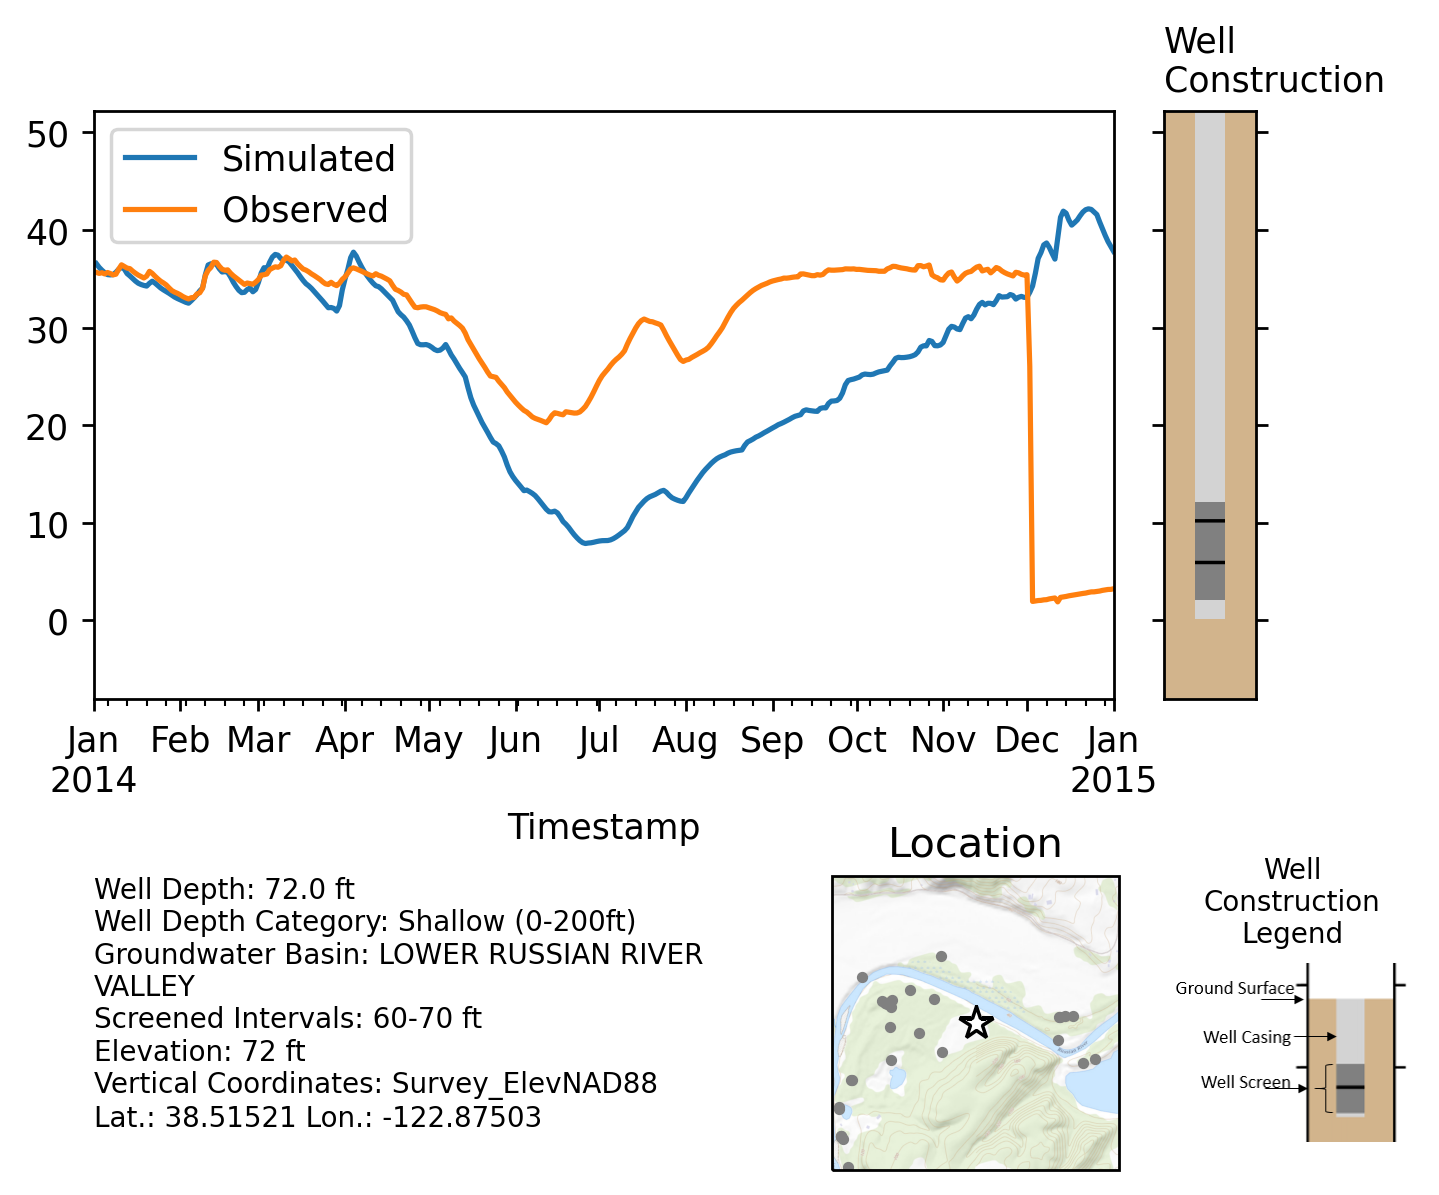 Well
Construction
50
40
30
20
10
0
Simulated
Observed
Jan
2014
Feb
Mar
Apr
May
Jun
Jul
Aug
Sep
Oct
Nov
Dec
Jan
2015
Timestamp
Well Depth: 72.0 ft
Well Depth Category: Shallow (0-200ft)
Groundwater Basin: LOWER RUSSIAN RIVER
VALLEY
Screened Intervals: 60-70 ft
Elevation: 72 ft
Vertical Coordinates: Survey_ElevNAD88
Lat.: 38.51521 Lon.: -122.87503
Location
Well
Construction
Legend
Ground Surface
Well Casing
Well Screen